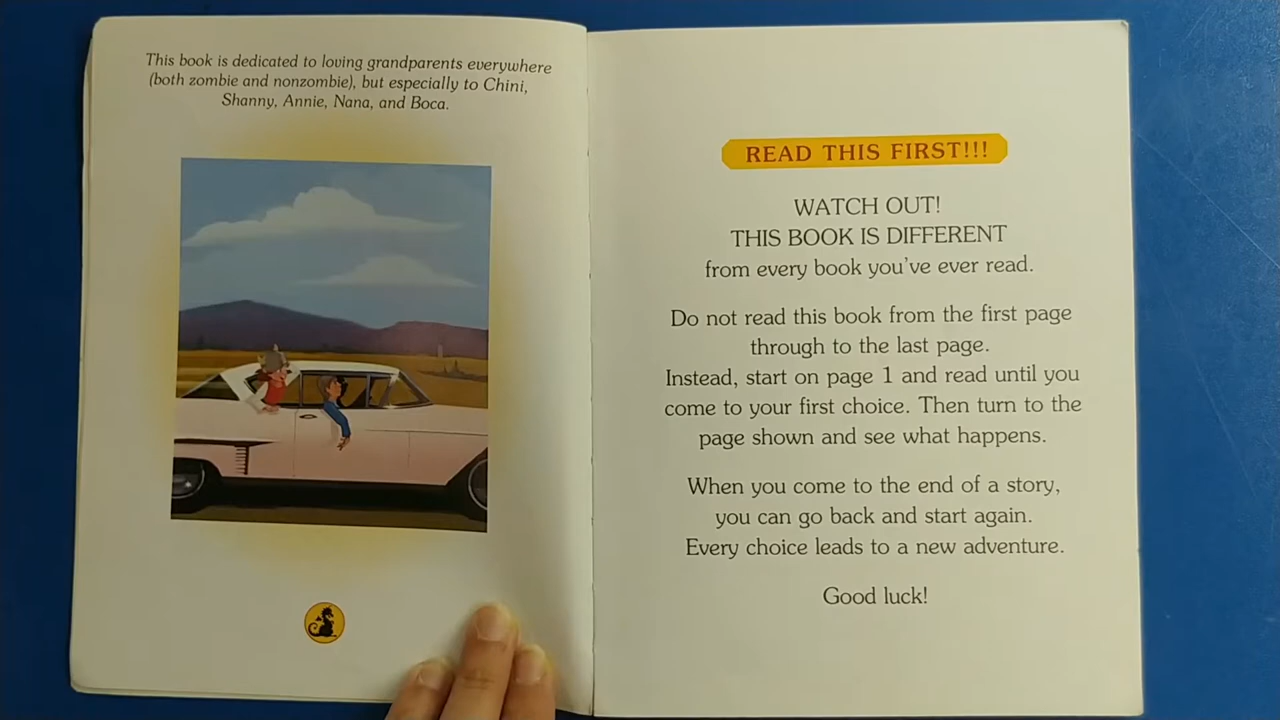 This book is dedicated to loving grandparents everywhere
(both zombie and nonzombie), but especially to Chini,
Shanny, Annie, Nana, and Boca.
READ THIS FIRST!!!
WATCH OUT!
THIS BOOK IS DIFFERENT
from every book you've ever read.
Do not read this book from the first page
through to the last page.
Instead, start on page 1 and read until you
come to your first choice. Then turn to the
page shown and see what happens.
When you come to the end of a story,
you can go back and start again.
Every choice leads to a new adventure.
Good luck!